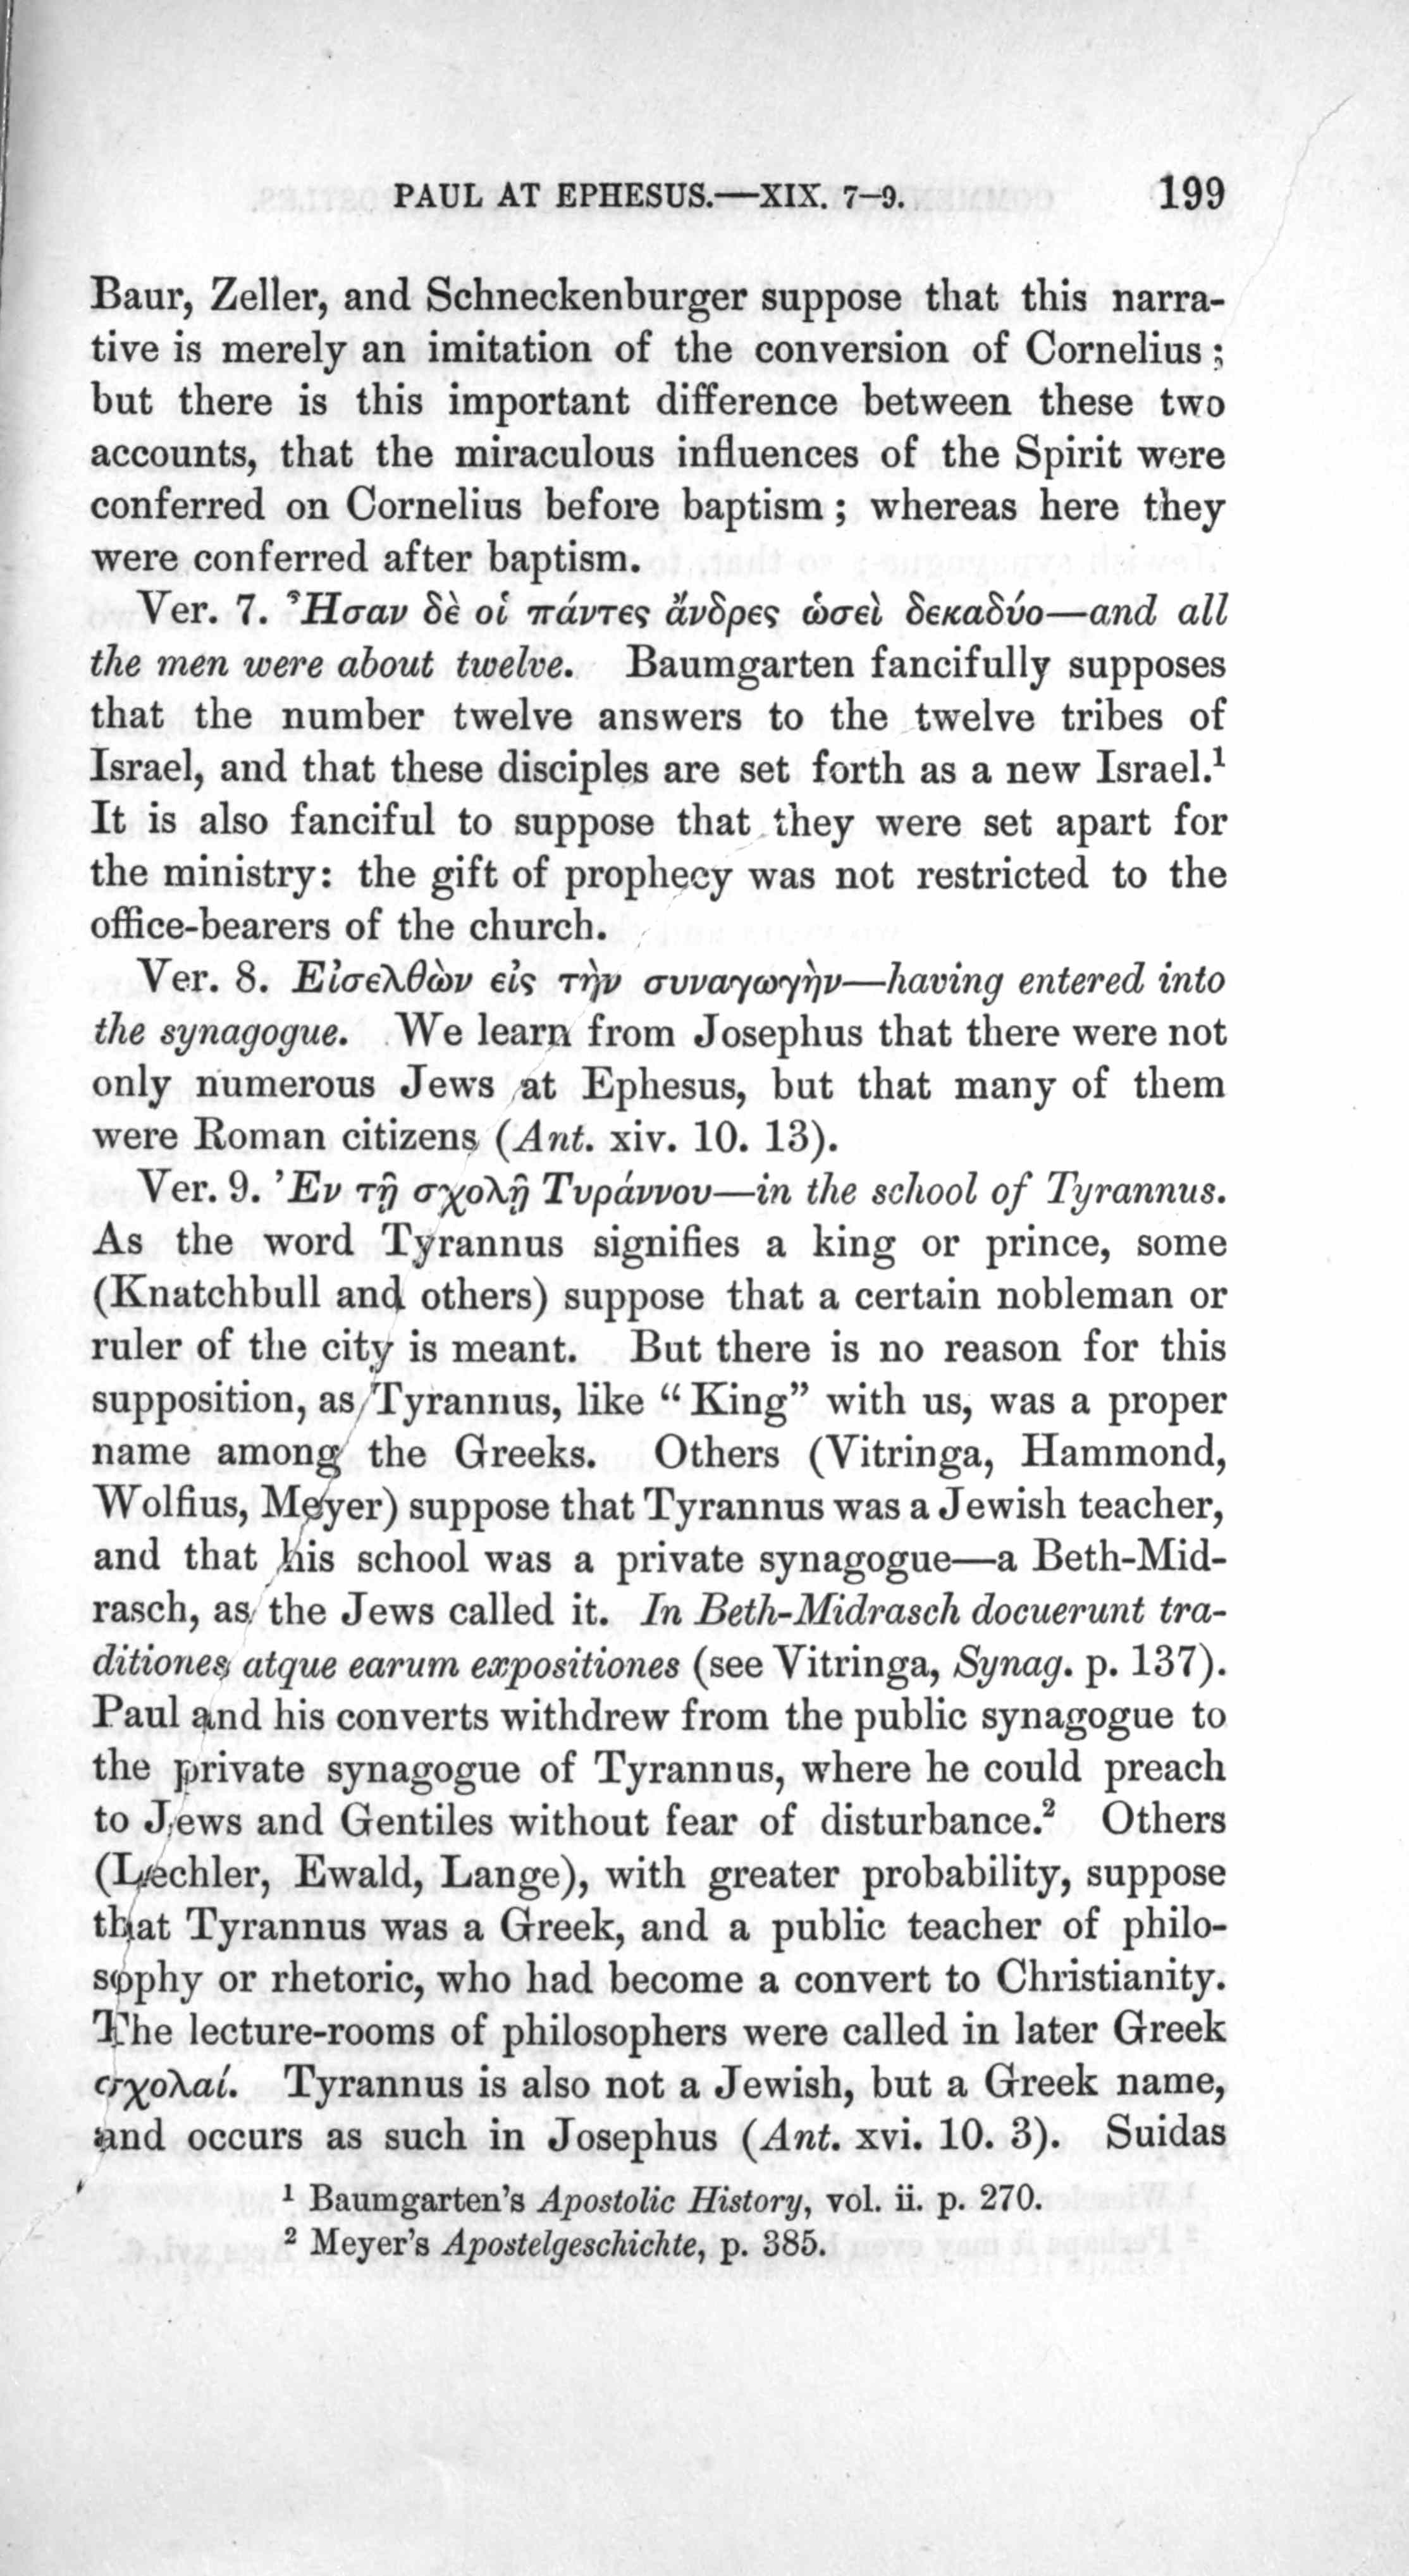 PAUL AT EPHESUS.—XIX. 7–9. 199
Baur, Zeller, and Schneckenburger suppose that this narra-
tive is merely an imitation of the conversion of Cornelius;
but there is this important difference between these two
accounts, that the miraculous influences of the Spirit were
conferred on Cornelius before baptism; whereas here they
were conferred after baptism.
Ver. 7. Ἦσαν δὲ οἱ πάντες ἄνδρες ὡσεὶ δεκαδύο—and all
the men were about twelve. Baumgarten fancifully supposes
that the number twelve answers to the twelve tribes of
Israel, and that these disciples are set forth as a new Israel.¹
It is also fanciful to suppose that they were set apart for
the ministry: the gift of prophecy was not restricted to the
office-bearers of the church.
Ver. 8. Εἰσελθὼν εἰς τὴν συναγωγὴν—having entered into
the synagogue. We learn from Josephus that there were not
only numerous Jews at Ephesus, but that many of them
were Roman citizens (Ant. xiv. 10. 13).
Ver. 9. Ἐν τῇ σχολῇ Τυράννου—in the school of Tyrannus.
As the word Tyrannus signifies a king or prince, some
(Knatchbull and others) suppose that a certain nobleman or
ruler of the city is meant. But there is no reason for this
supposition, as Tyrannus, like “King” with us, was a proper
name among the Greeks. Others (Vitringa, Hammond,
Wolfius, Meyer) suppose that Tyrannus was a Jewish teacher,
and that his school was a private synagogue—a Beth-Mid-
rasch, as the Jews called it. In Beth-Midrasch docuerunt tra-
ditiones atque earum expositiones (see Vitringa, Synag. p. 137).
Paul and his converts withdrew from the public synagogue to
the private synagogue of Tyrannus, where he could preach
to Jews and Gentiles without fear of disturbance.² Others
(Lechler, Ewald, Lange), with greater probability, suppose
that Tyrannus was a Greek, and a public teacher of philo-
sophy or rhetoric, who had become a convert to Christianity.
The lecture-rooms of philosophers were called in later Greek
σχολαί. Tyrannus is also not a Jewish, but a Greek name,
and occurs as such in Josephus (Ant. xvi. 10. 3). Suidas
¹ Baumgarten's Apostolic History, vol. ii. p. 270.
² Meyer's Apostelgeschichte, p. 385.